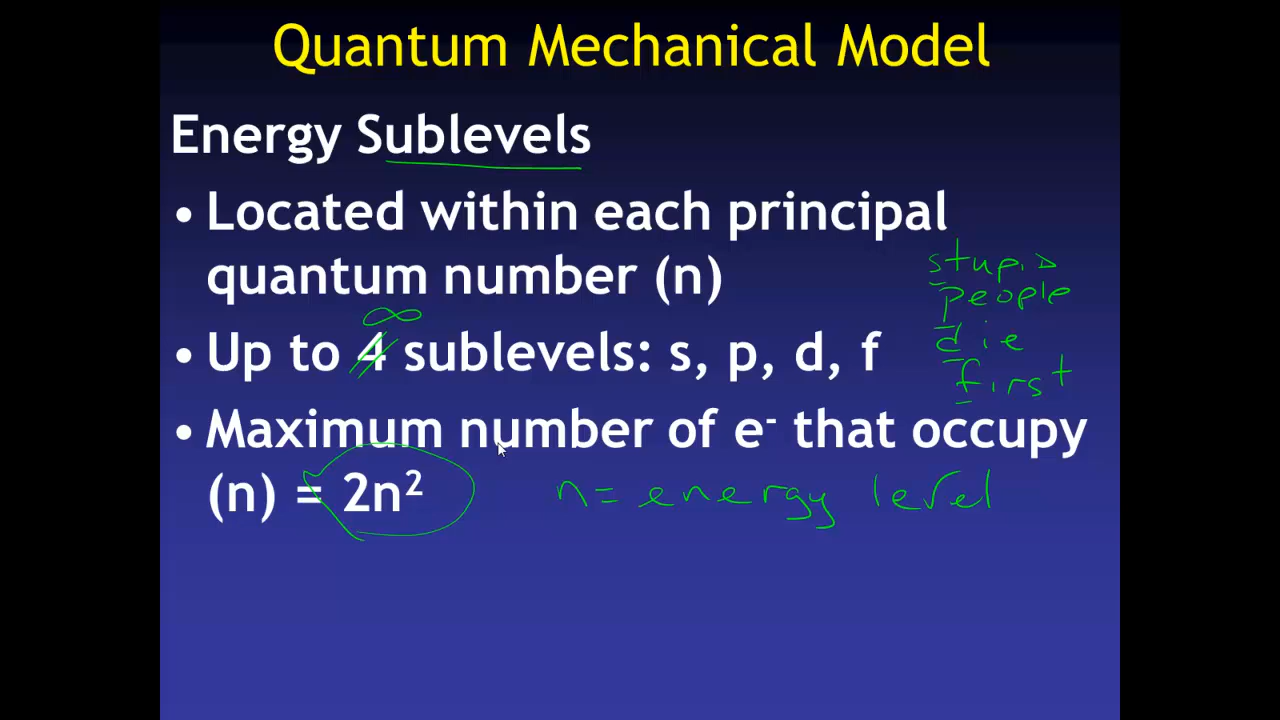 Quantum Mechanical Model
Energy Sublevels
• Located within each principal
quantum number (n)
stupid
people
∞
• Up to 4 sublevels: s, p, d, f
die
first
• Maximum number of e⁻ that occupy
(n) = 2n²
n = energy level